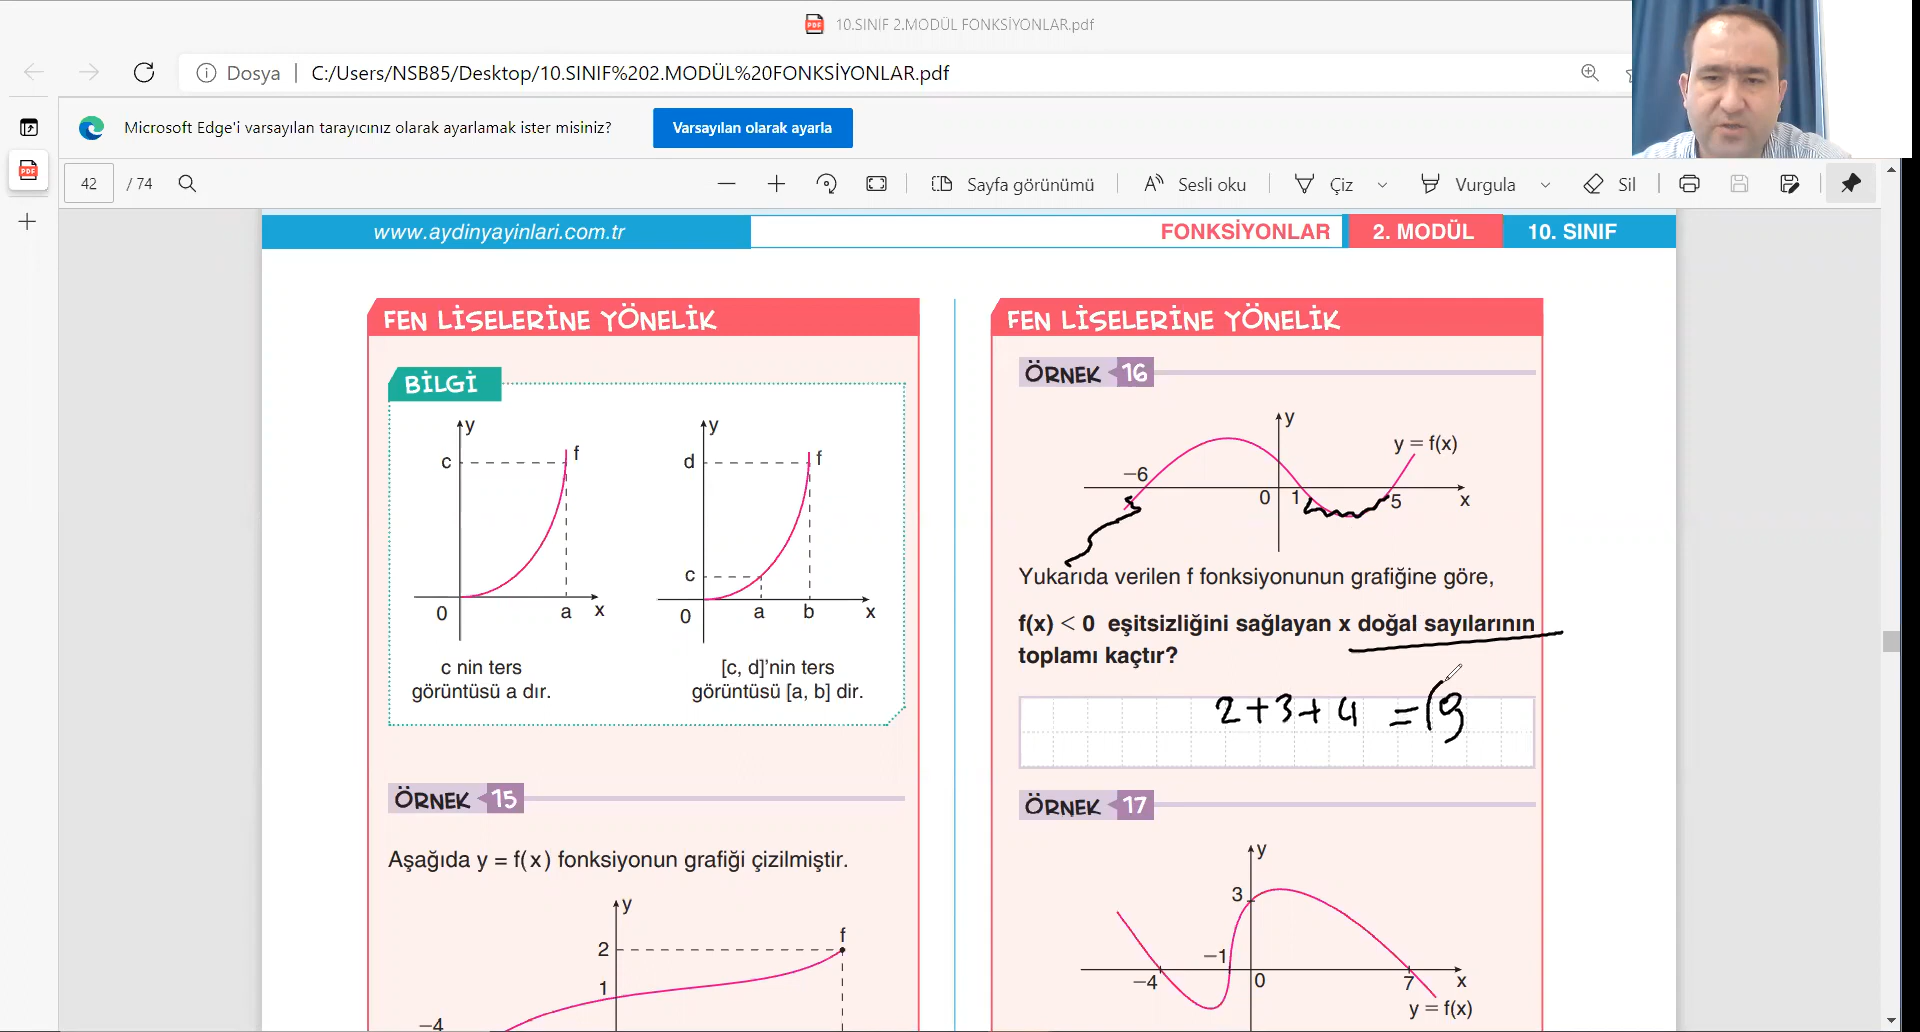 10.SINIF 2.MODÜL FONKSİYONLAR.pdf
Dosya | C:/Users/NSB85/Desktop/10.SINIF%202.MODÜL%20FONKSİYONLAR.pdf
Microsoft Edge'i varsayılan tarayıcınız olarak ayarlamak ister misiniz? Varsayılan olarak ayarla
42 / 74 Sayfa görünümü Sesli oku Çiz Vurgula Sil
www.aydinyayinlari.com.tr FONKSİYONLAR 2. MODÜL 10. SINIF
FEN LİSELERİNE YÖNELİK
BİLGİ
y
c
f
0
a
x
y
d
f
c
0
a
b
x
c nin ters
görüntüsü a dır.
[c, d]'nin ters
görüntüsü [a, b] dir.
ÖRNEK 15
Aşağıda y = f(x) fonksiyonun grafiği çizilmiştir.
y
f
2
1
−4
FEN LİSELERİNE YÖNELİK
ÖRNEK 16
y
y = f(x)
−6
0
1
5
x
Yukarıda verilen f fonksiyonunun grafiğine göre,
f(x) < 0 eşitsizliğini sağlayan x doğal sayılarının
toplamı kaçtır?
2+3+4 =9
ÖRNEK 17
y
3
−1
−4
0
7
x
y = f(x)